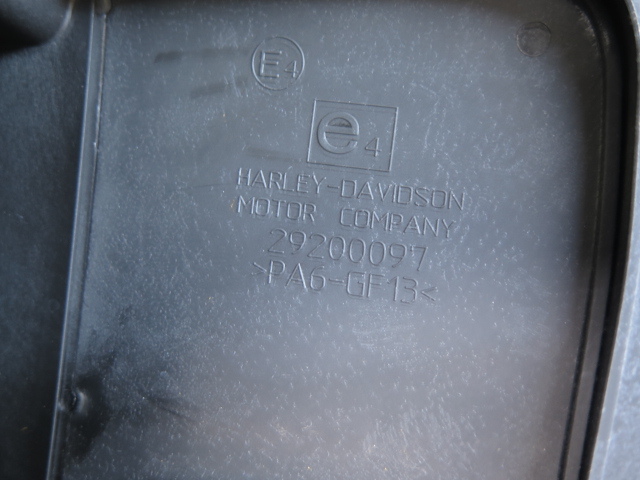 E4
e4
HARLEY-DAVIDSON
MOTOR COMPANY
29200097
>PA6-GF13<